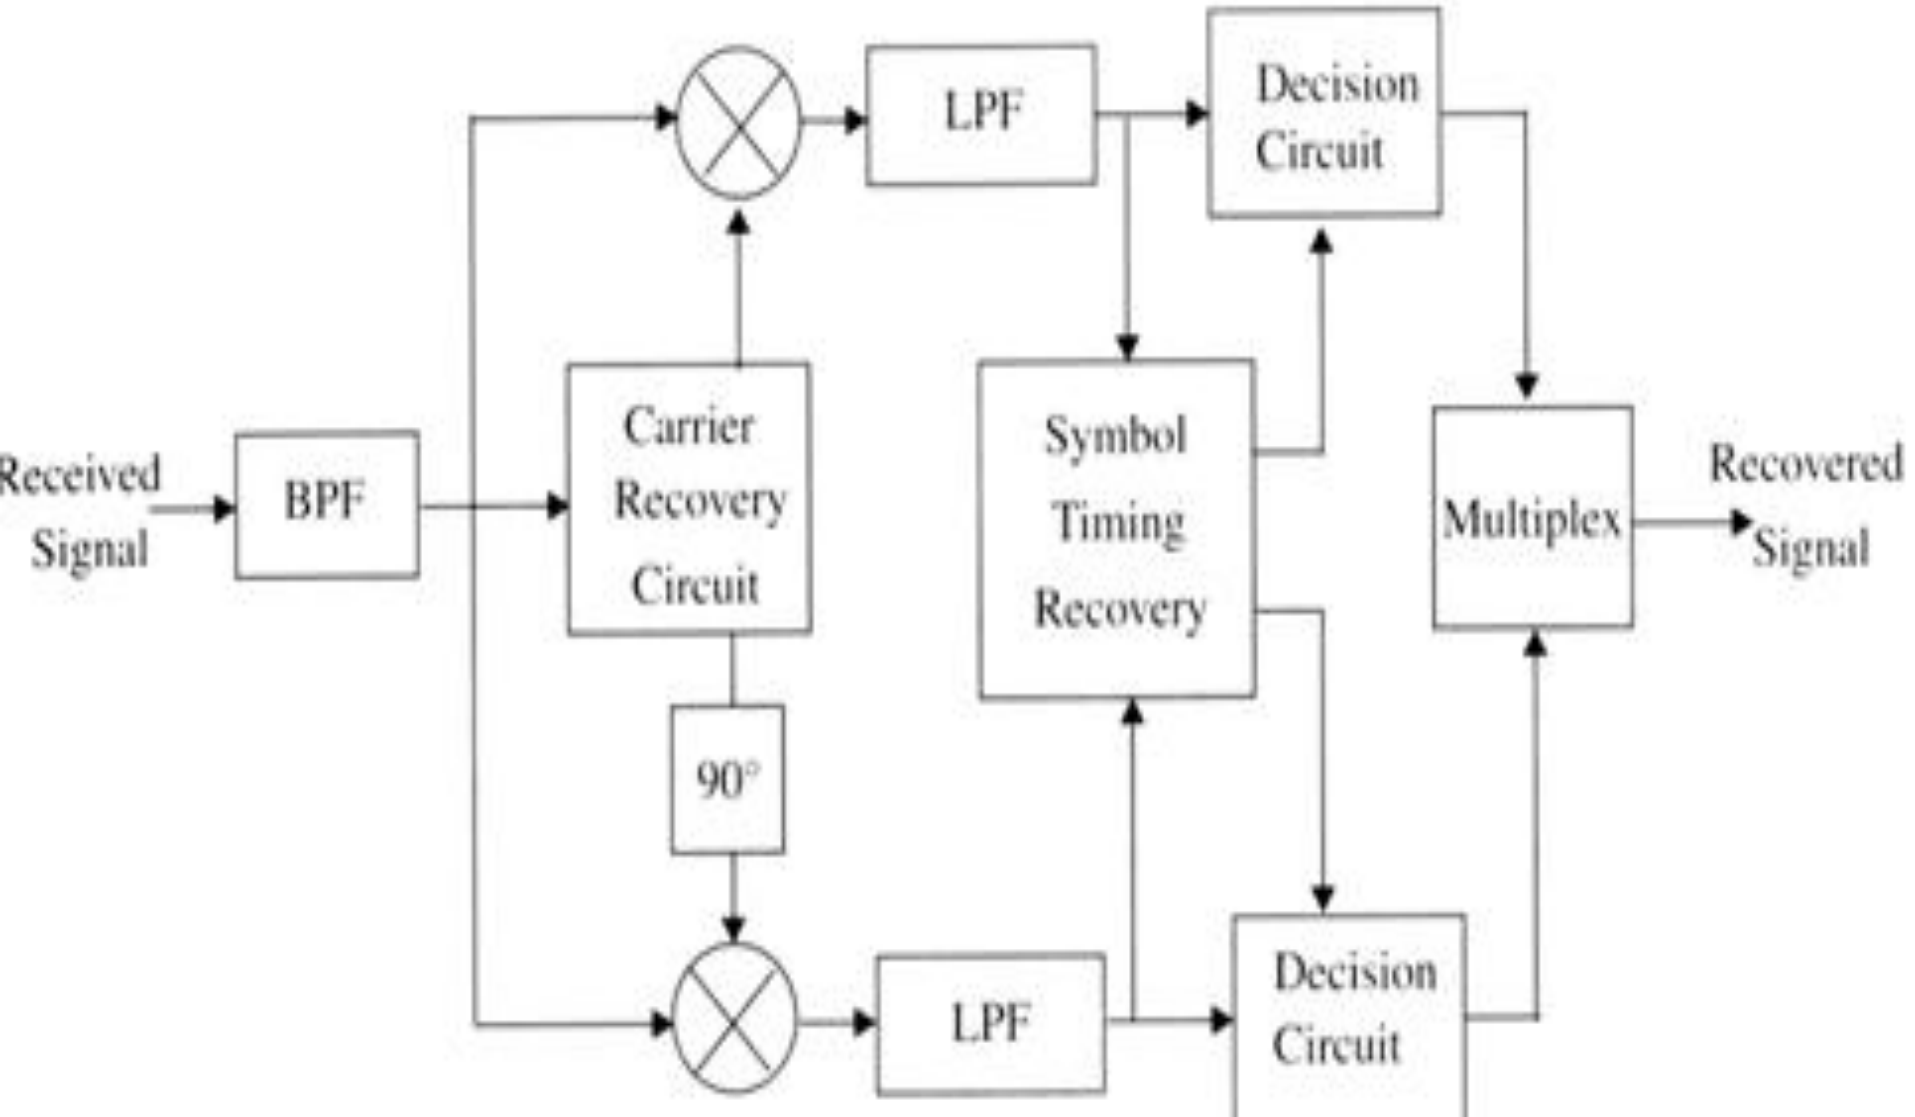 LPF
Decision
Circuit
Received
Signal
BPF
Carrier
Recovery
Circuit
Symbol
Timing
Recovery
Multiplex
Recovered
Signal
90°
LPF
Decision
Circuit